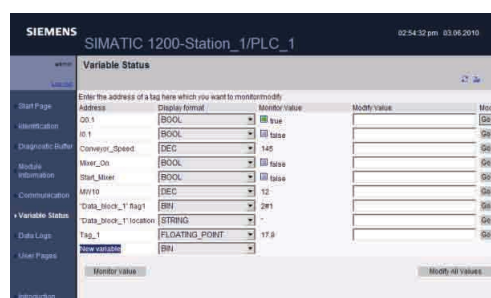 SIEMENS
SIMATIC 1200-Station_1/PLC_1
02:54:32 pm 03.06.2010
admin
Variable Status
Enter the address of a tag here which you want to monitor/modify
Address Display format Monitor Value Modify Value
Q0.1 BOOL true Go
I0.1 BOOL false Go
Conveyor_Speed DEC 145 Go
Mixer_On BOOL false Go
Start_Mixer BOOL false Go
MW10 DEC 12 Go
"Data_block_1".flag1 BIN 2#1 Go
"Data_block_1".location STRING Go
Tag_1 FLOATING_POINT 17.9 Go
New variable BIN
Monitor value Modify All Values
Start Page
Identification
Diagnostic Buffer
Module
Information
Communication
Variable Status
Data Logs
User Pages
Introduction